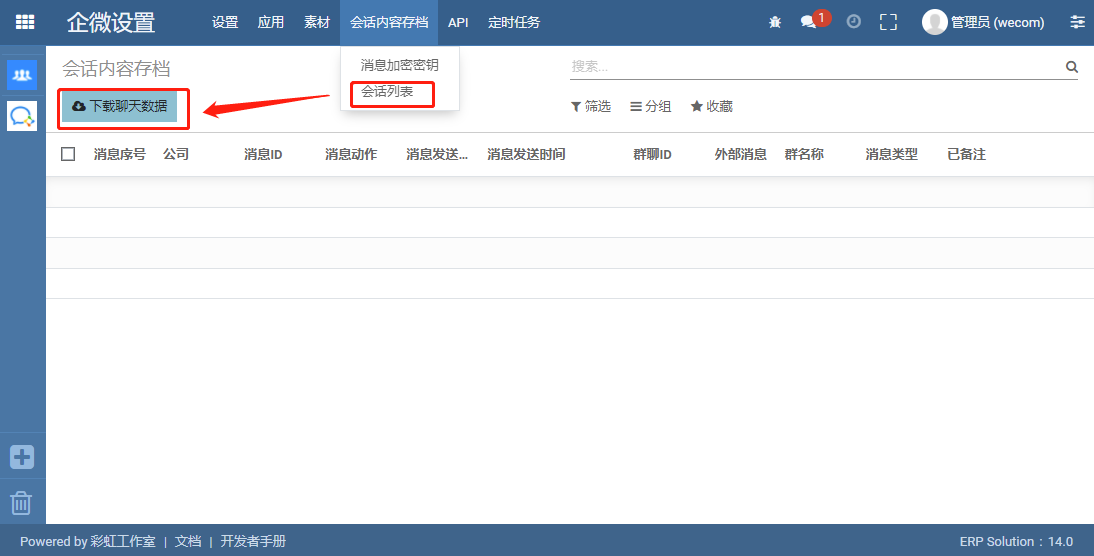 企微设置 设置 应用 素材 会话内容存档 API 定时任务 1 管理员 (wecom)
消息加密密钥
会话列表
会话内容存档 搜索...
下载聊天数据 筛选 分组 收藏
消息序号 公司 消息ID 消息动作 消息发送... 消息发送时间 群聊ID 外部消息 群名称 消息类型 已备注
Powered by 彩虹工作室 | 文档 | 开发者手册 ERP Solution：14.0